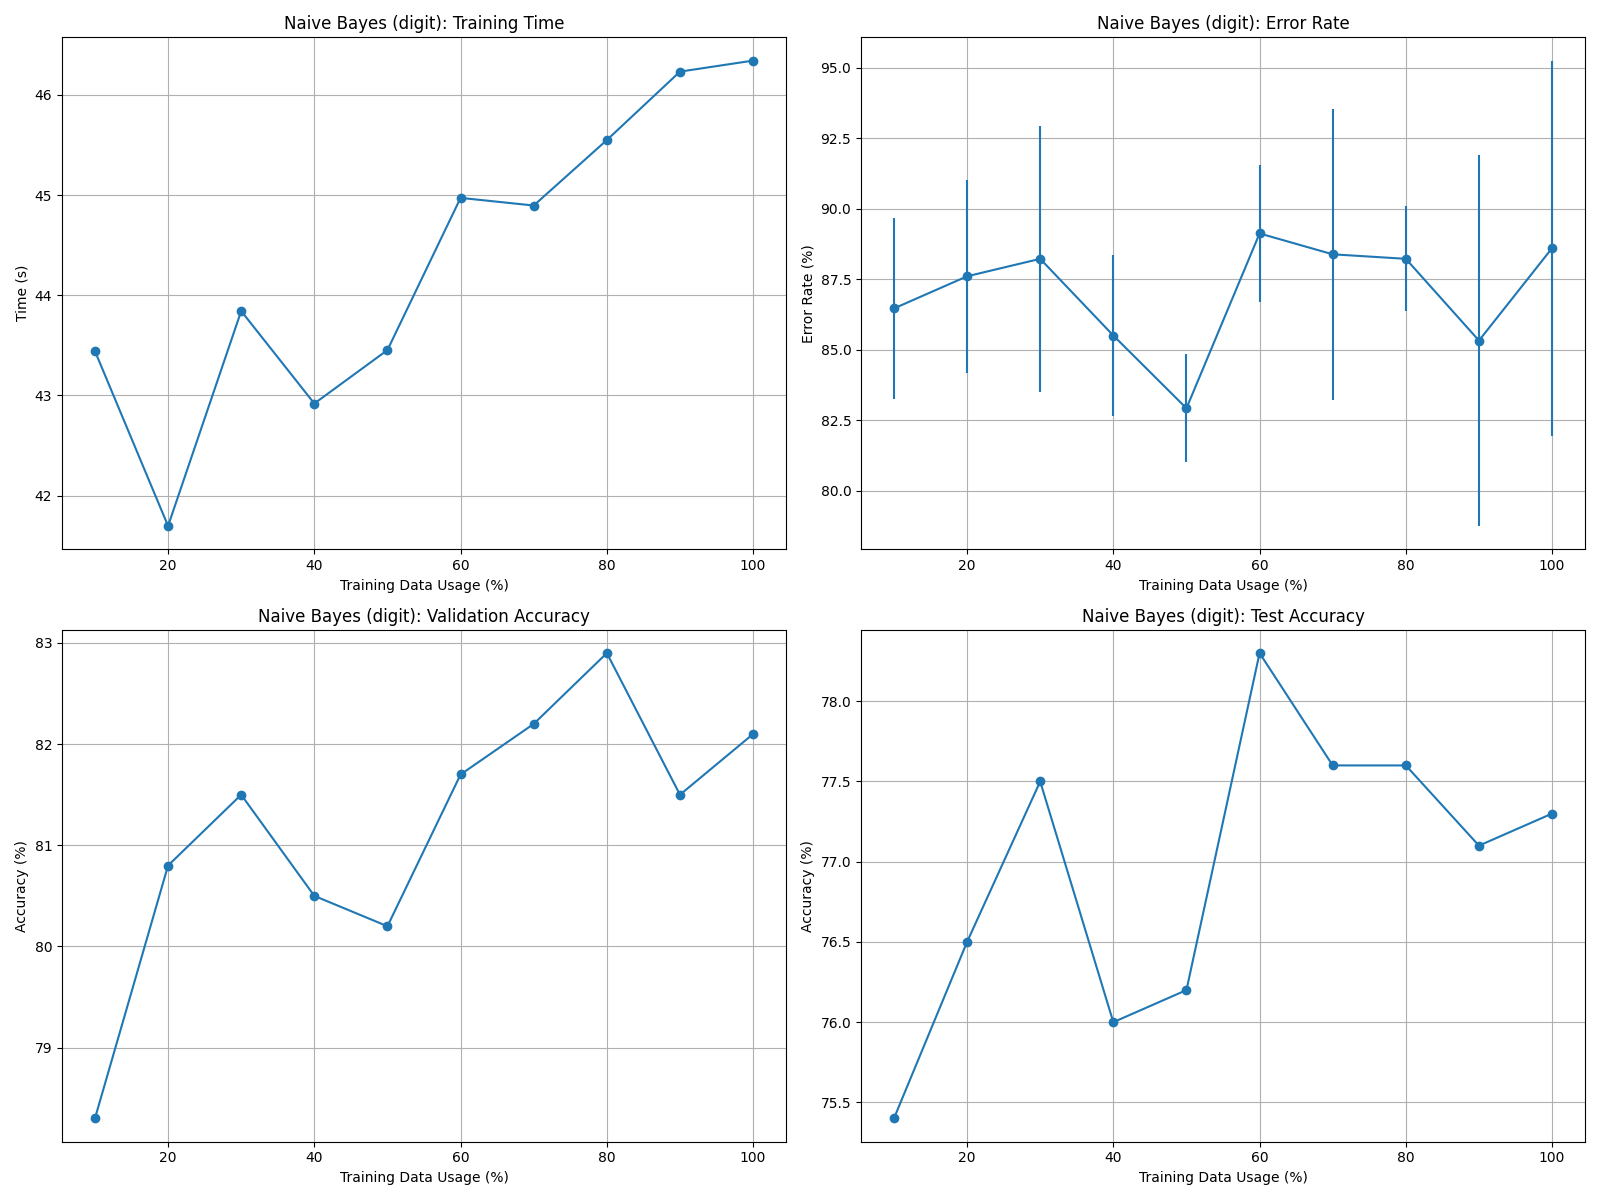 Naive Bayes (digit): Training Time
46
45
44
43
42
Time (s)
20 40 60 80 100
Training Data Usage (%)
Naive Bayes (digit): Error Rate
95.0
92.5
90.0
87.5
85.0
82.5
80.0
Error Rate (%)
20 40 60 80 100
Training Data Usage (%)
Naive Bayes (digit): Validation Accuracy
83
82
81
80
79
Accuracy (%)
20 40 60 80 100
Training Data Usage (%)
Naive Bayes (digit): Test Accuracy
78.0
77.5
77.0
76.5
76.0
75.5
Accuracy (%)
20 40 60 80 100
Training Data Usage (%)